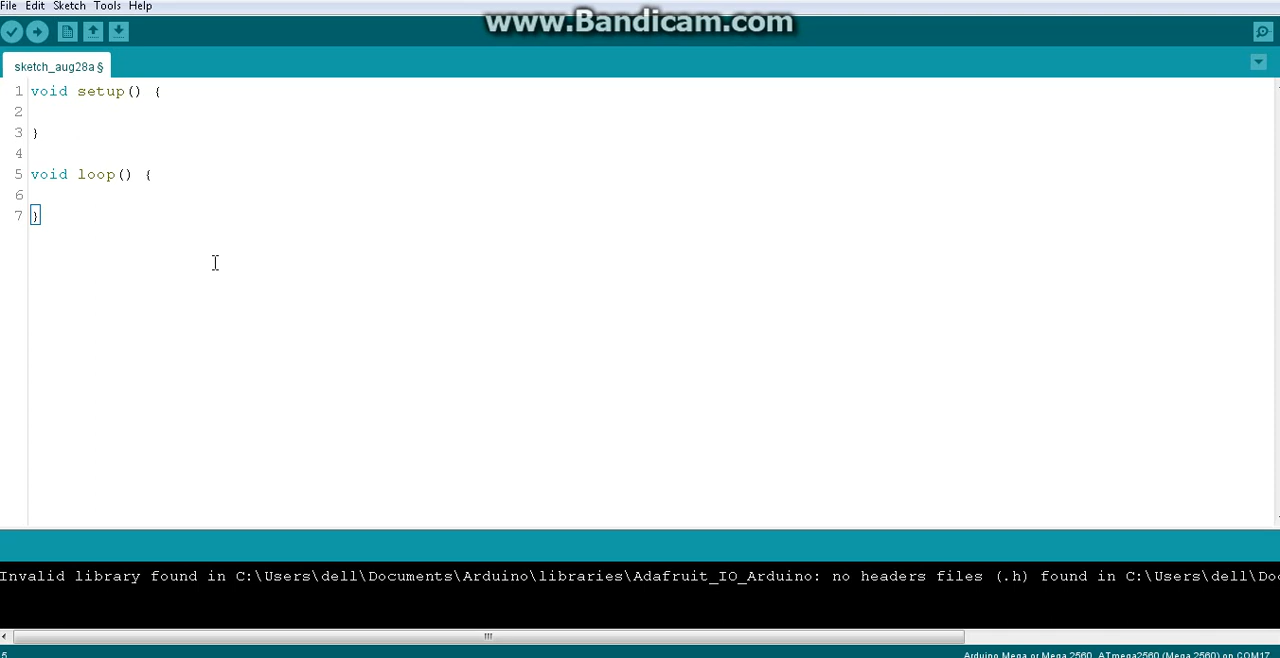 www.Bandicam.com
File Edit Sketch Tools Help
sketch_aug28a §
1 void setup() {
2
3 }
4
5 void loop() {
6
7 }
Invalid library found in C:\Users\dell\Documents\Arduino\libraries\Adafruit_IO_Arduino: no headers files (.h) found in C:\Users\dell\Do
5 Arduino Mega or Mega 2560, ATmega2560 (Mega 2560) on COM17